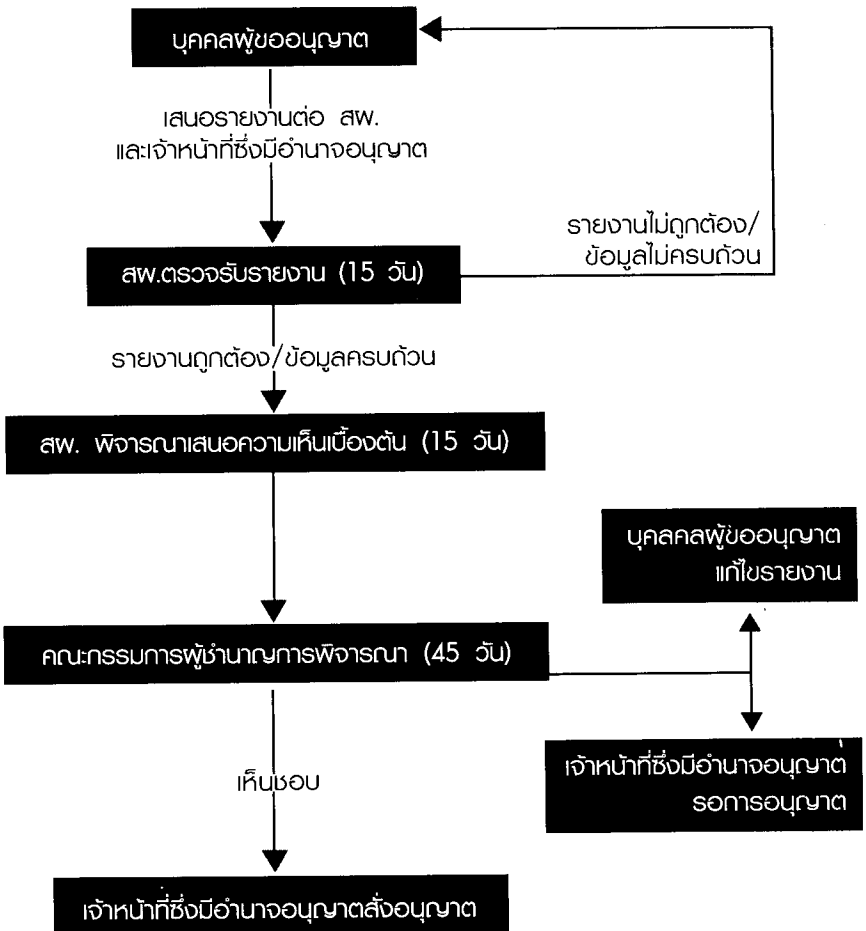 บุคคลผู้ขออนุญาต
เสนอรายงานต่อ สผ.
และเจ้าหน้าที่ซึ่งมีอำนาจอนุญาต
รายงานไม่ถูกต้อง/
ข้อมูลไม่ครบถ้วน
สผ.ตรวจรับรายงาน (15 วัน)
รายงานถูกต้อง/ข้อมูลครบถ้วน
สผ. พิจารณาเสนอความเห็นเบื้องต้น (15 วัน)
บุคลคลผู้ขออนุญาต
แก้ไขรายงาน
คณะกรรมการผู้ชำนาญการพิจารณา (45 วัน)
เจ้าหน้าที่ซึ่งมีอำนาจอนุญาต
รอการอนุญาต
เห็นชอบ
เจ้าหน้าที่ซึ่งมีอำนาจอนุญาตสั่งอนุญาต